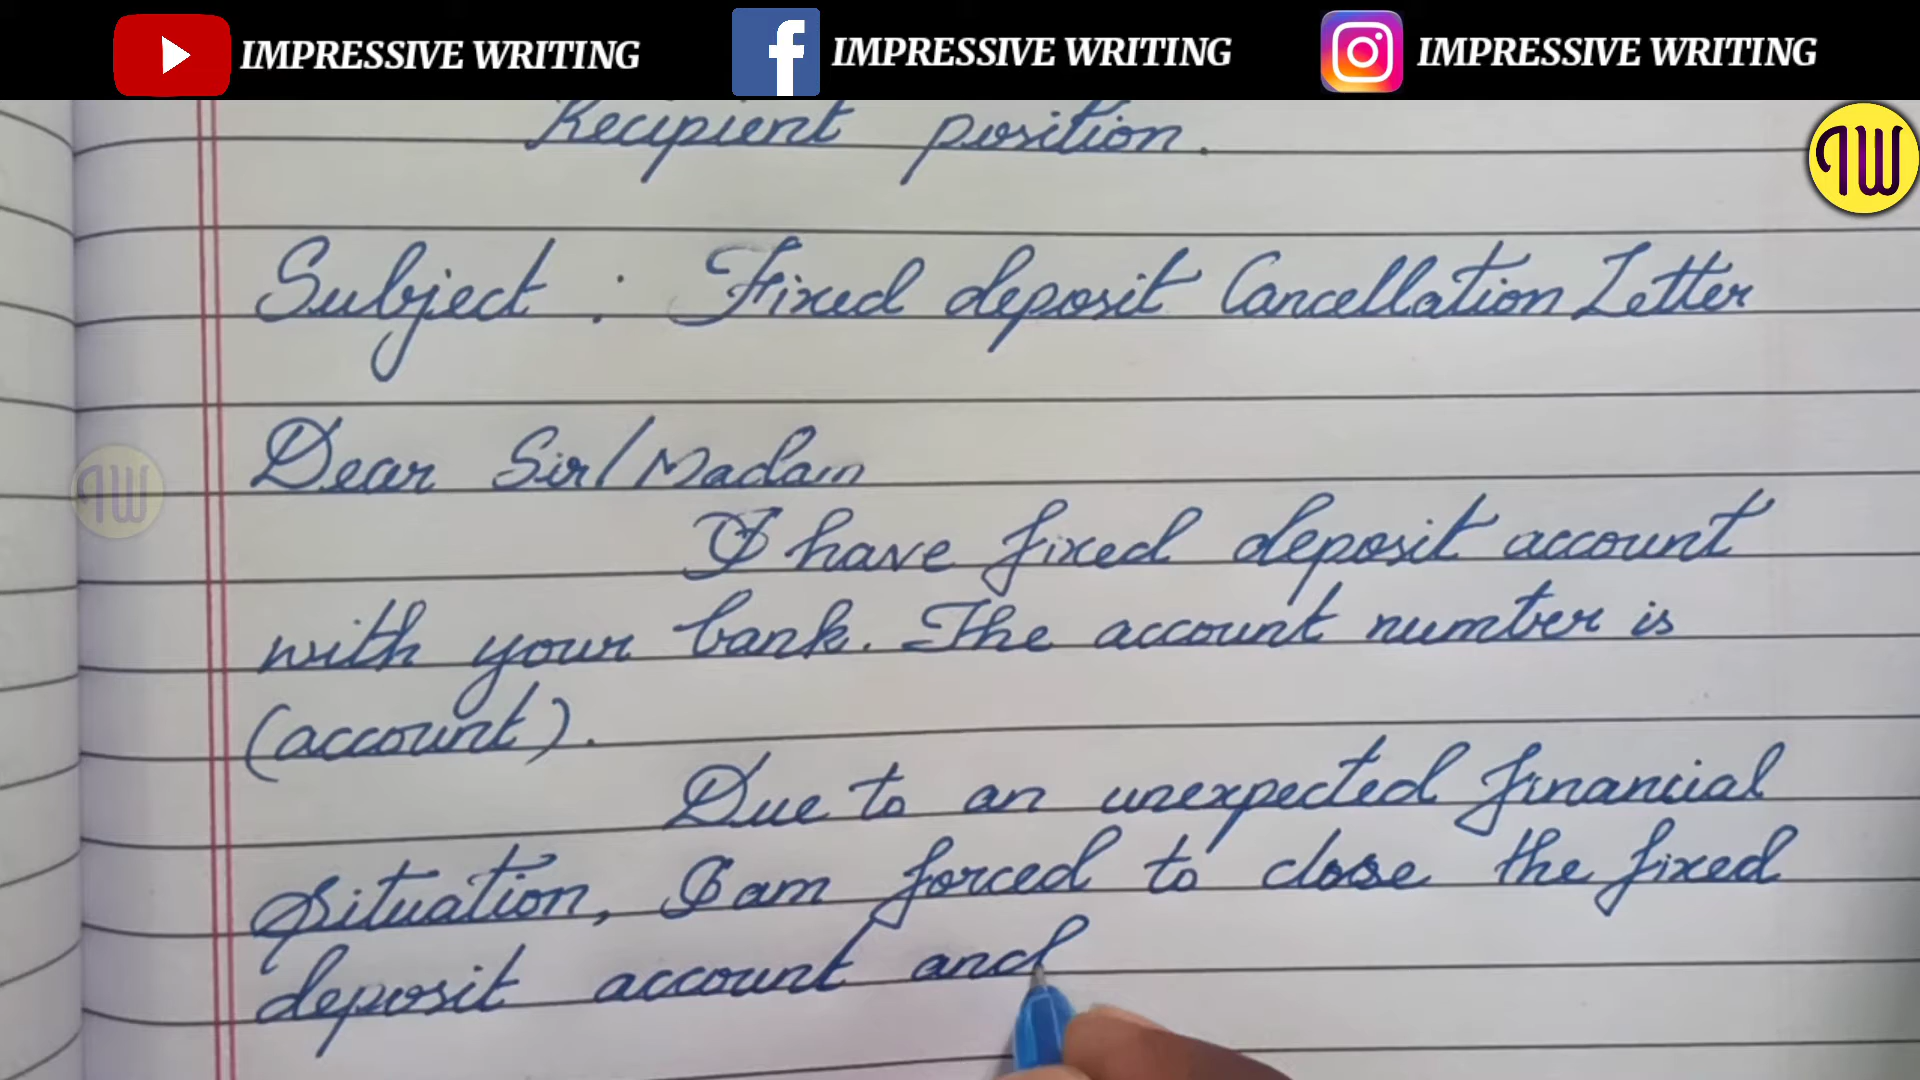 IMPRESSIVE WRITING IMPRESSIVE WRITING IMPRESSIVE WRITING
Recipient position.
IW
Subject : Fixed deposit Cancellation Letter
Dear Sir/Madam
IW
I have fixed deposit account
with your bank. The account number is
(account).
Due to an unexpected financial
situation, I am forced to close the fixed
deposit account and